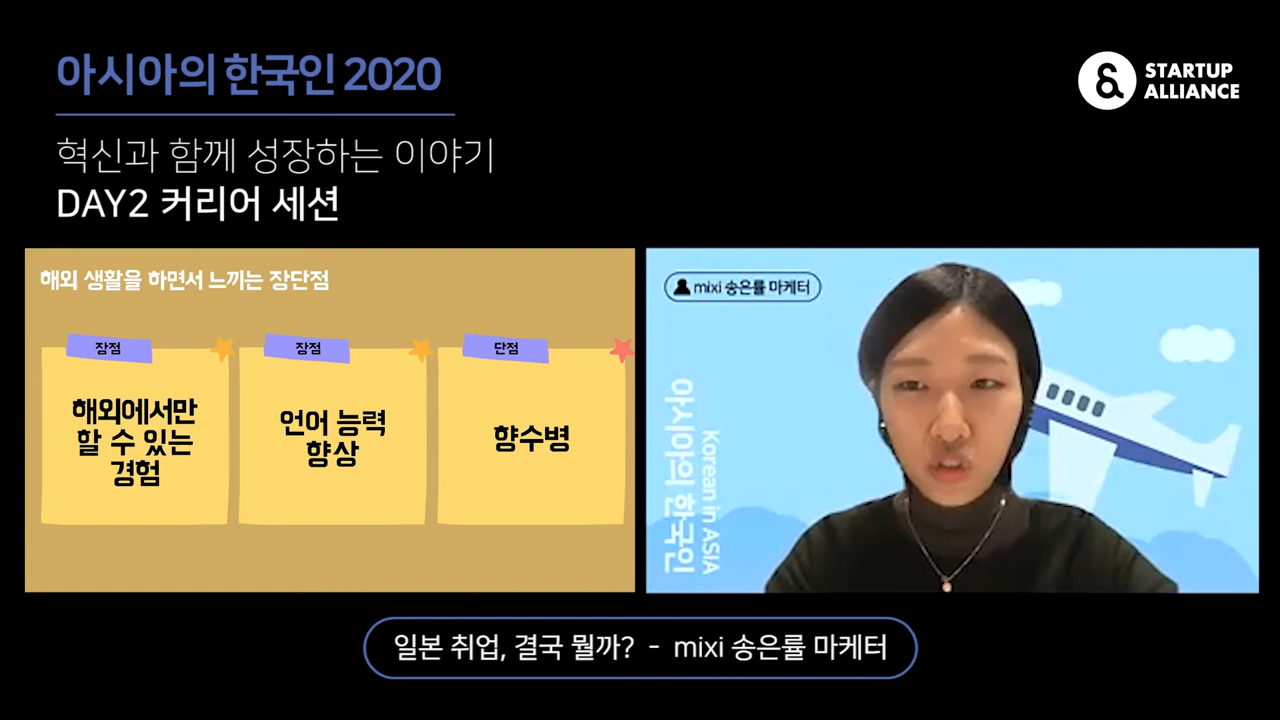 아시아의 한국인 2020
STARTUP
ALLIANCE
혁신과 함께 성장하는 이야기
DAY2 커리어 세션
해외 생활을 하면서 느끼는 장단점
장점
해외에서만
할 수 있는
경험
장점
언어 능력
향상
단점
향수병
mixi 송은률 마케터
아시아의 한국인
Korean in ASIA
일본 취업, 결국 뭘까? - mixi 송은률 마케터